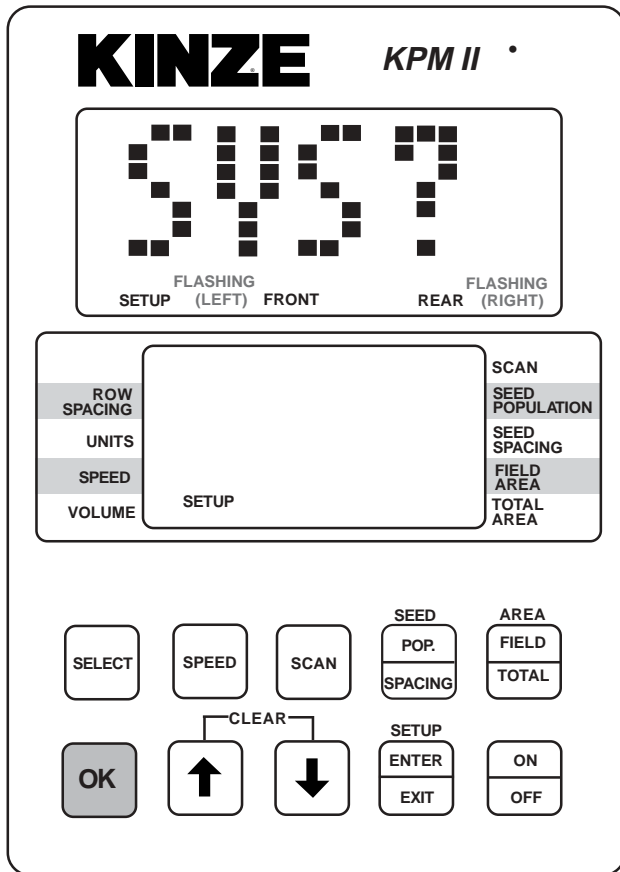 KINZE KPM II
SYS?
FLASHING FLASHING
SETUP (LEFT) FRONT REAR (RIGHT)
SCAN
ROW SPACING
SEED POPULATION
UNITS
SEED SPACING
SPEED
FIELD AREA
VOLUME
SETUP
TOTAL AREA
SEED AREA
SELECT SPEED SCAN POP. FIELD
SPACING TOTAL
CLEAR SETUP
OK ENTER ON
EXIT OFF